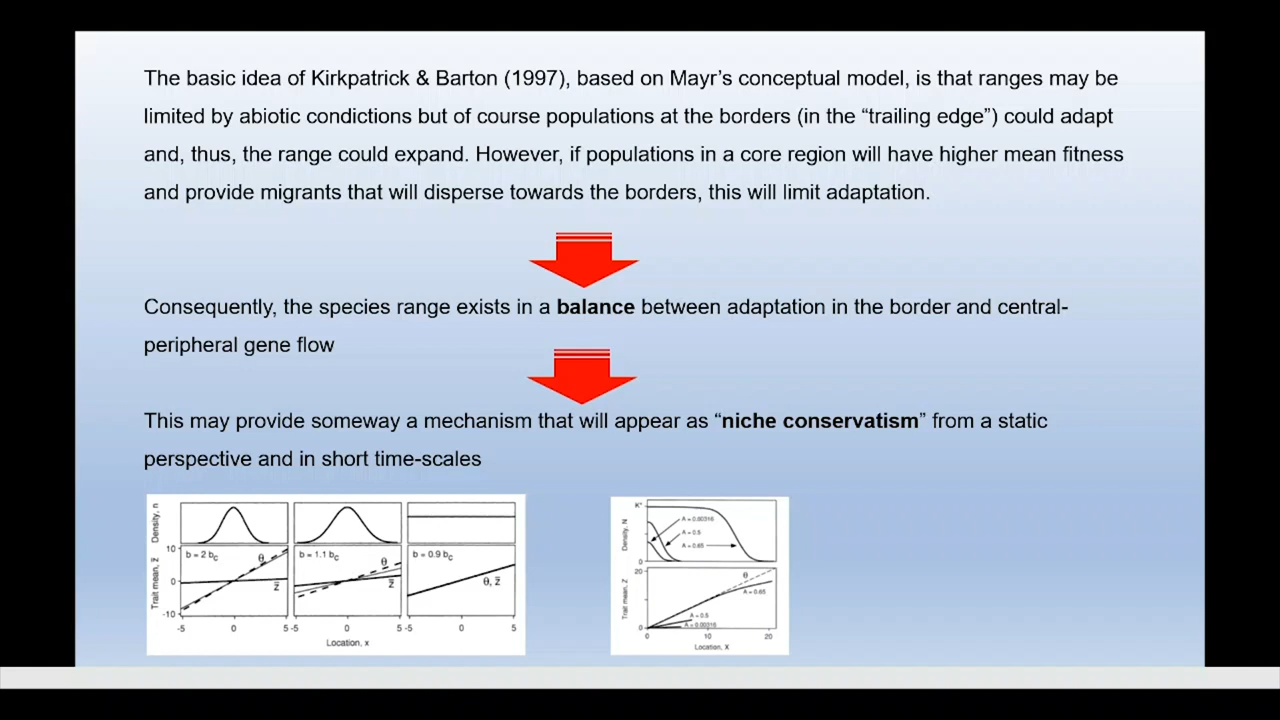 The basic idea of Kirkpatrick & Barton (1997), based on Mayr’s conceptual model, is that ranges may be
limited by abiotic condictions but of course populations at the borders (in the “trailing edge”) could adapt
and, thus, the range could expand. However, if populations in a core region will have higher mean fitness
and provide migrants that will disperse towards the borders, this will limit adaptation.
Consequently, the species range exists in a balance between adaptation in the border and central-
peripheral gene flow
This may provide someway a mechanism that will appear as “niche conservatism” from a static
perspective and in short time-scales
Density, n
Trait mean, z̄
10
0
-10
b = 2 bc
θ
z̄
b = 1.1 bc
θ
z̄
b = 0.9 bc
θ, z̄
-5 0 5 -5 0 5 -5 0 5
Location, x
Density, N
K*
0
A = 0.00316
A = 0.5
A = 0.65
Trait mean, Z
20
0
θ
A = 0.65
A = 0.5
A = 0.00316
0 10 20
Location, X